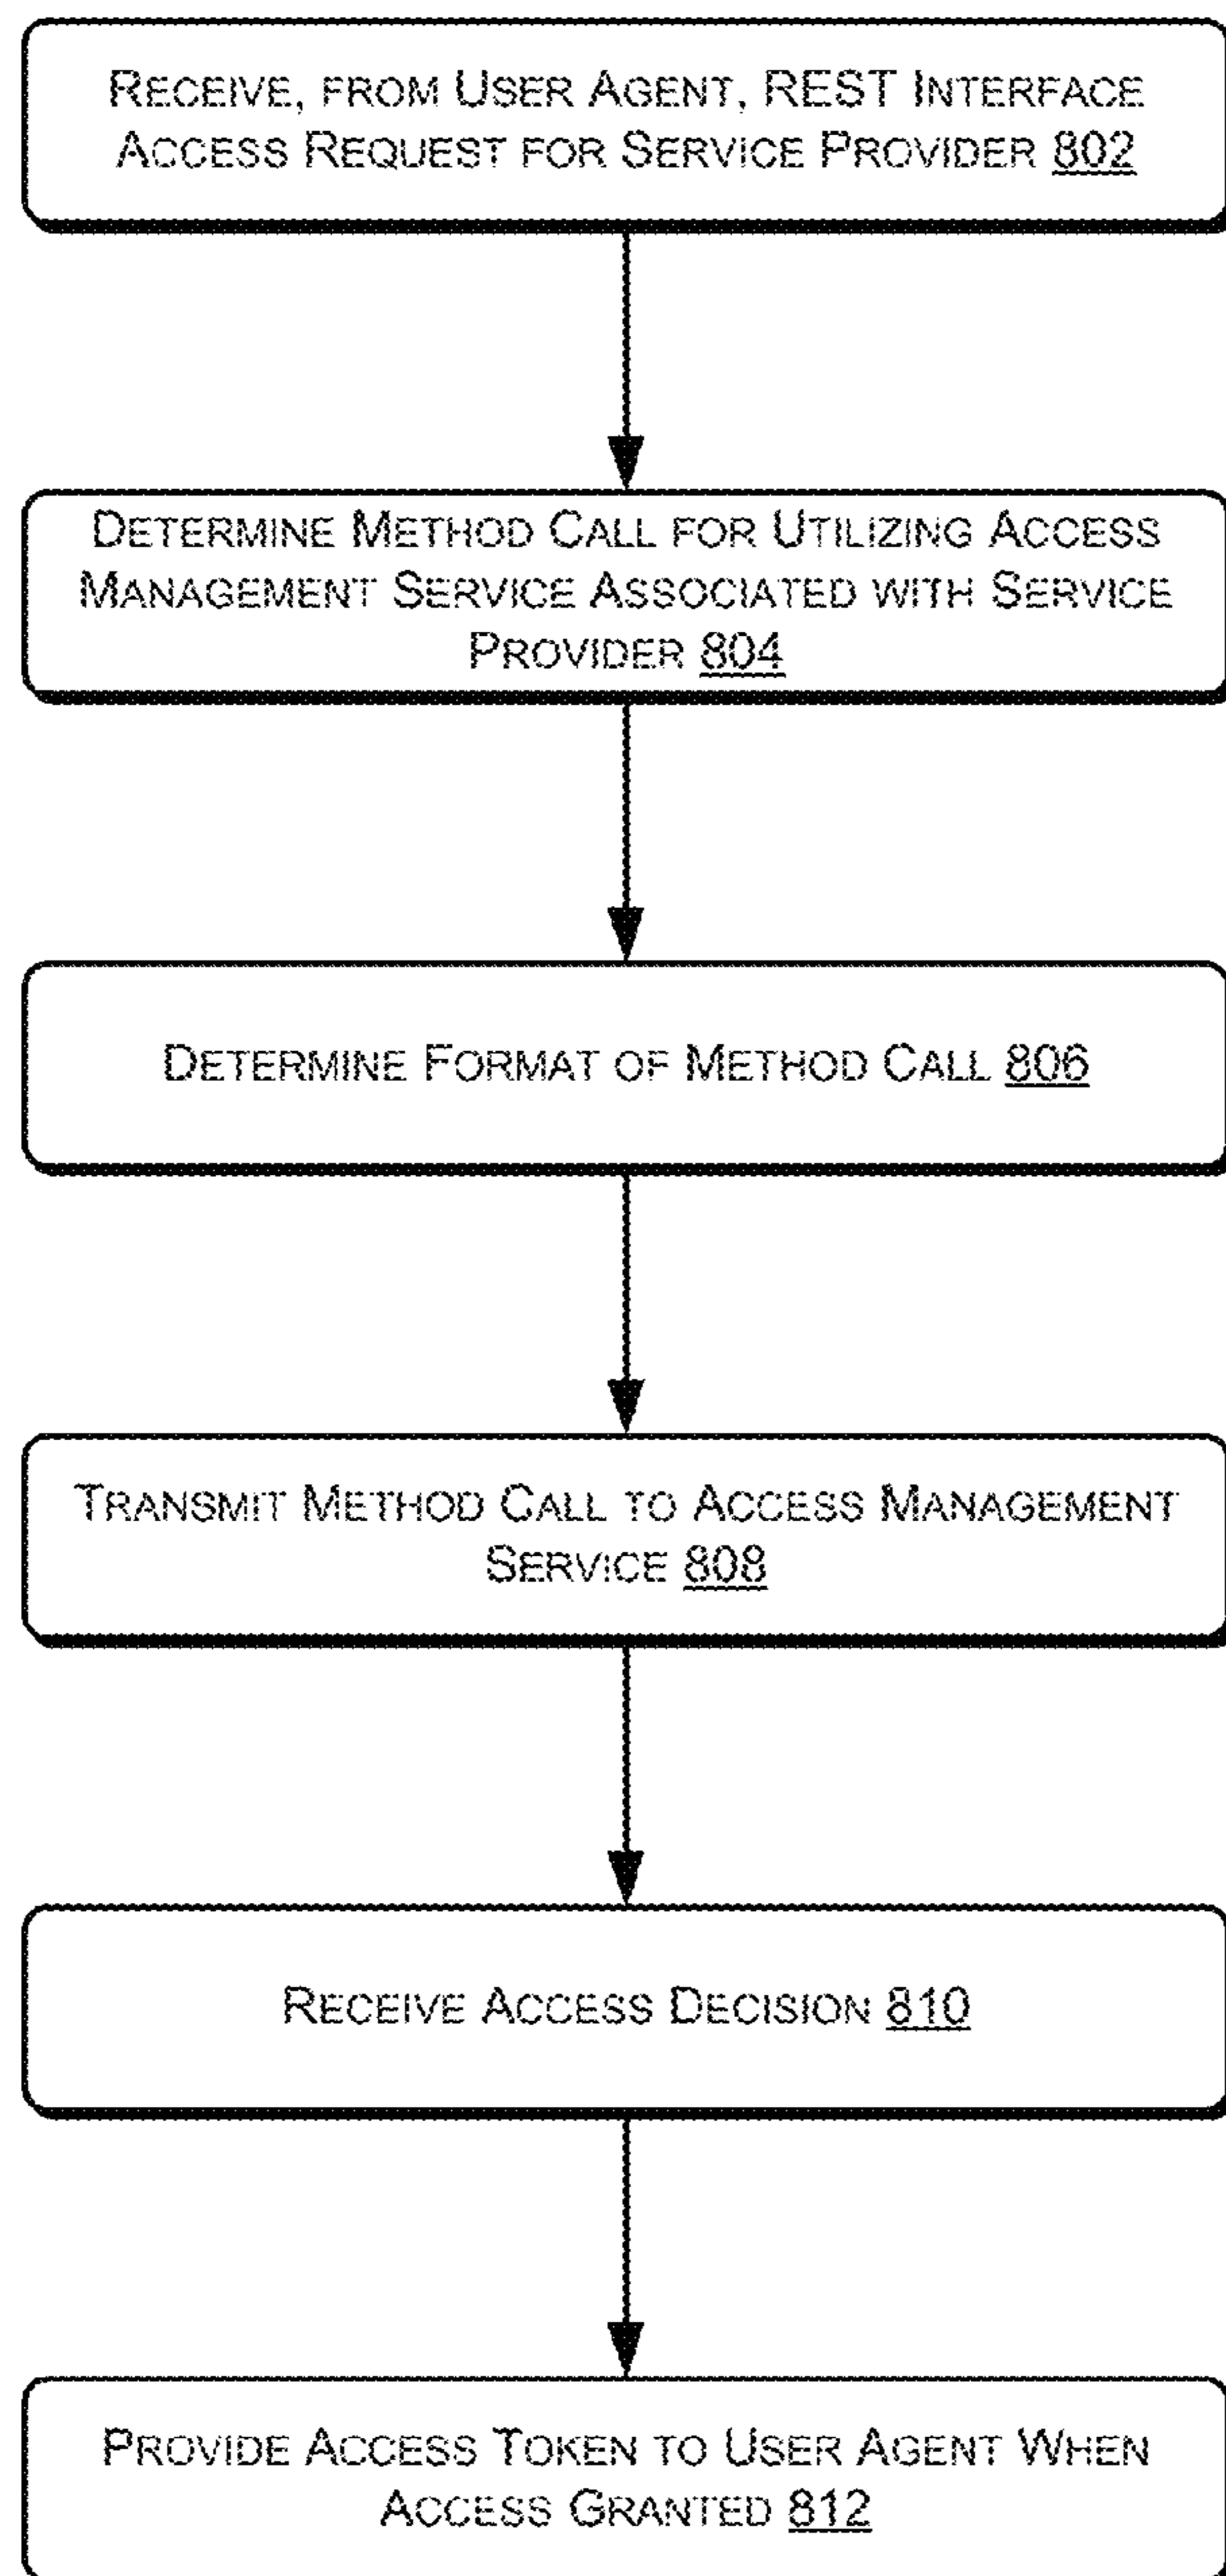 RECEIVE, FROM USER AGENT, REST INTERFACE
ACCESS REQUEST FOR SERVICE PROVIDER 802
DETERMINE METHOD CALL FOR UTILIZING ACCESS
MANAGEMENT SERVICE ASSOCIATED WITH SERVICE
PROVIDER 804
DETERMINE FORMAT OF METHOD CALL 806
TRANSMIT METHOD CALL TO ACCESS MANAGEMENT
SERVICE 808
RECEIVE ACCESS DECISION 810
PROVIDE ACCESS TOKEN TO USER AGENT WHEN
ACCESS GRANTED 812